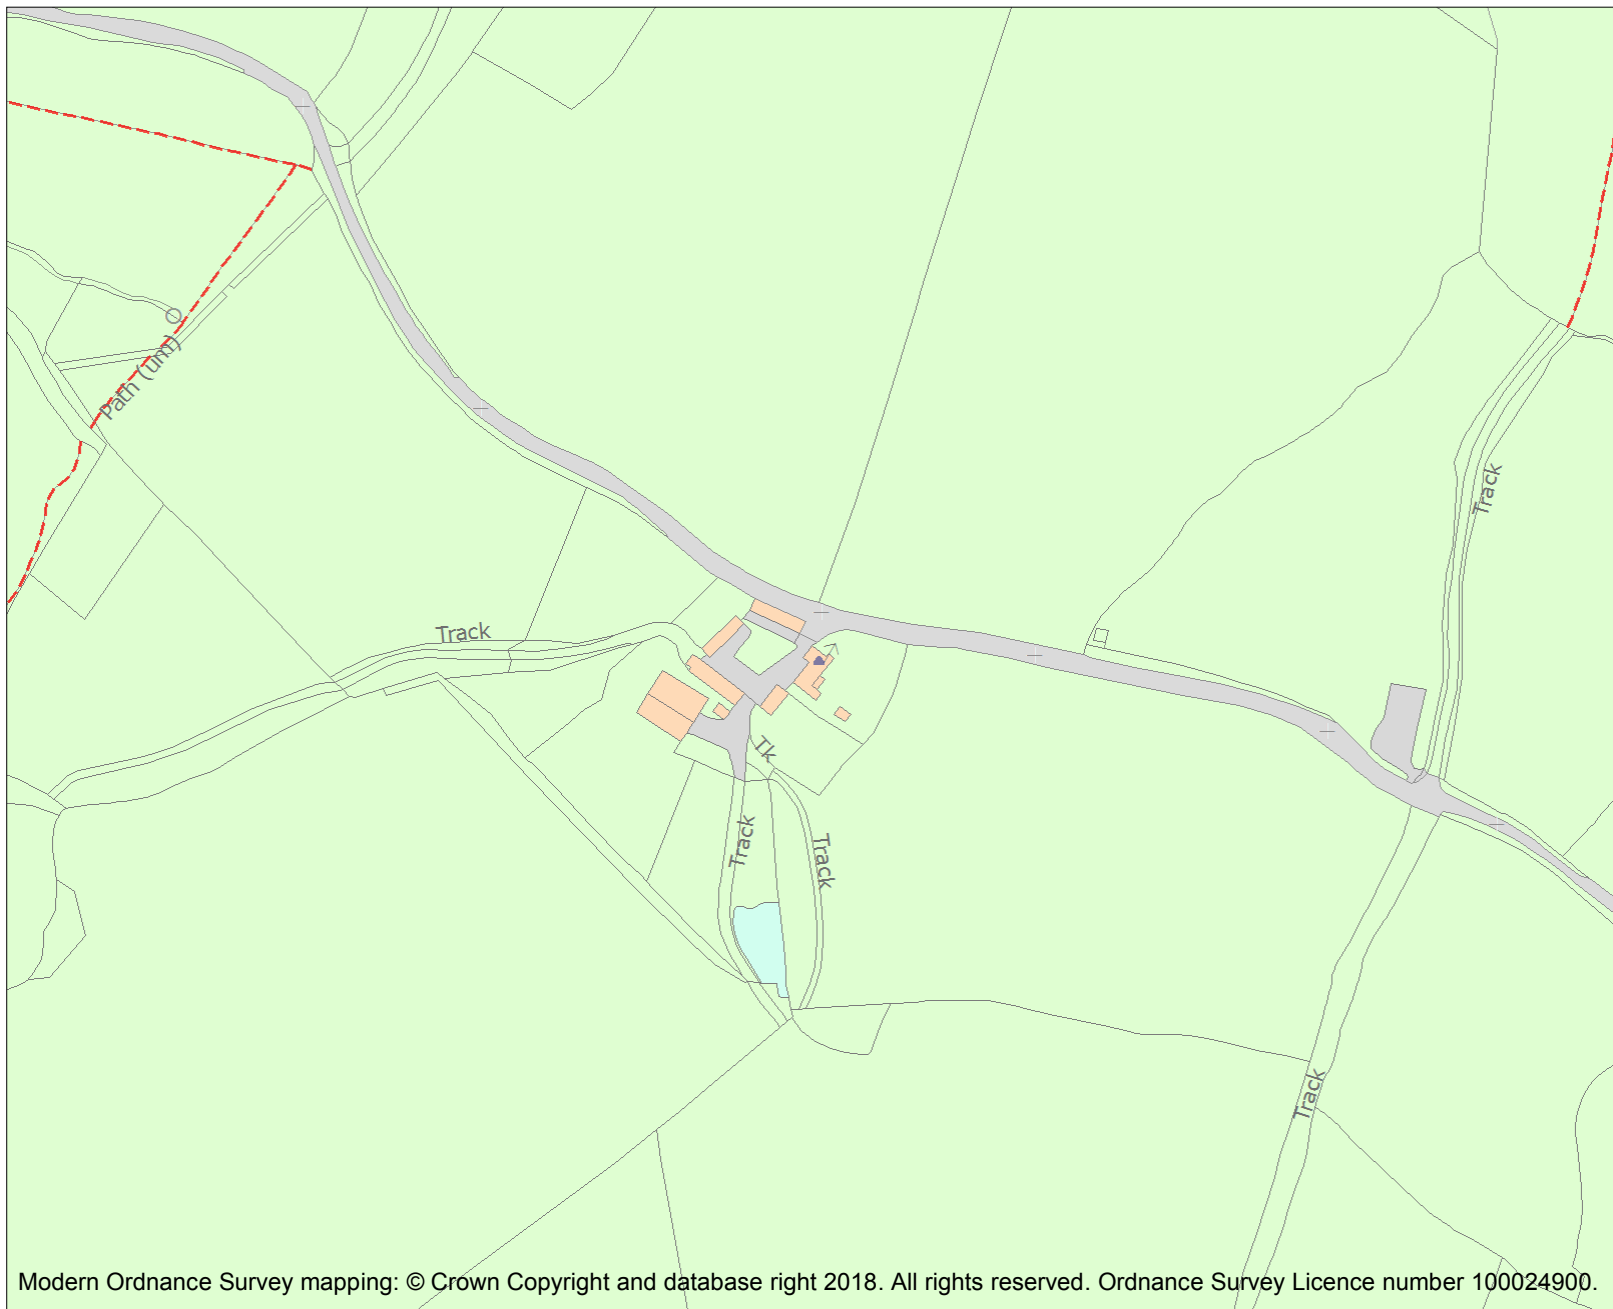 Track
Path (um)
Track
Tk
Track
Track
Track
Modern Ordnance Survey mapping: © Crown Copyright and database right 2018. All rights reserved. Ordnance Survey Licence number 100024900.